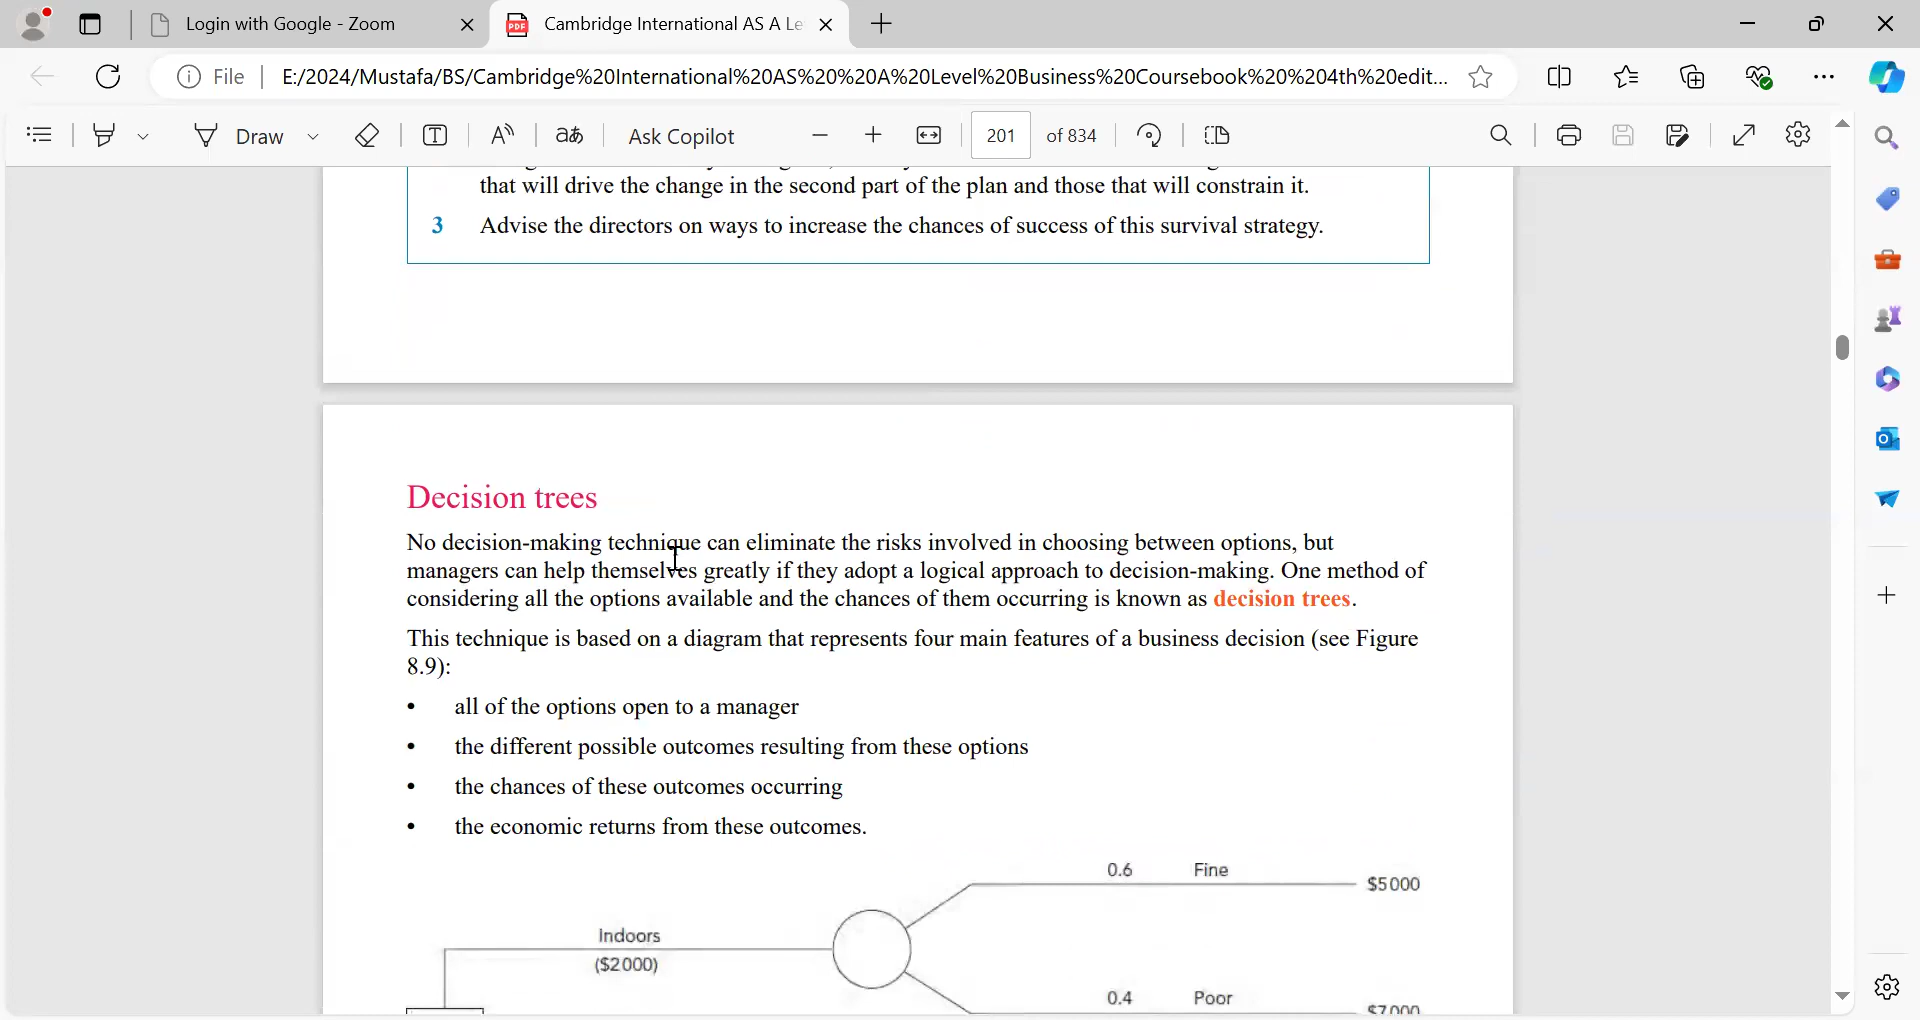 Login with Google - Zoom
Cambridge International AS A Le
File
E:/2024/Mustafa/BS/Cambridge%20International%20AS%20%20A%20Level%20Business%20Coursebook%20%204th%20edit...
Draw
aあ
Ask Copilot
201 of 834
that will drive the change in the second part of the plan and those that will constrain it.
3 Advise the directors on ways to increase the chances of success of this survival strategy.
Decision trees
No decision-making technique can eliminate the risks involved in choosing between options, but
managers can help themselves greatly if they adopt a logical approach to decision-making. One method of
considering all the options available and the chances of them occurring is known as decision trees.
This technique is based on a diagram that represents four main features of a business decision (see Figure
8.9):
• all of the options open to a manager
• the different possible outcomes resulting from these options
• the chances of these outcomes occurring
• the economic returns from these outcomes.
0.6 Fine
$5000
Indoors
($2000)
0.4 Poor
$7000